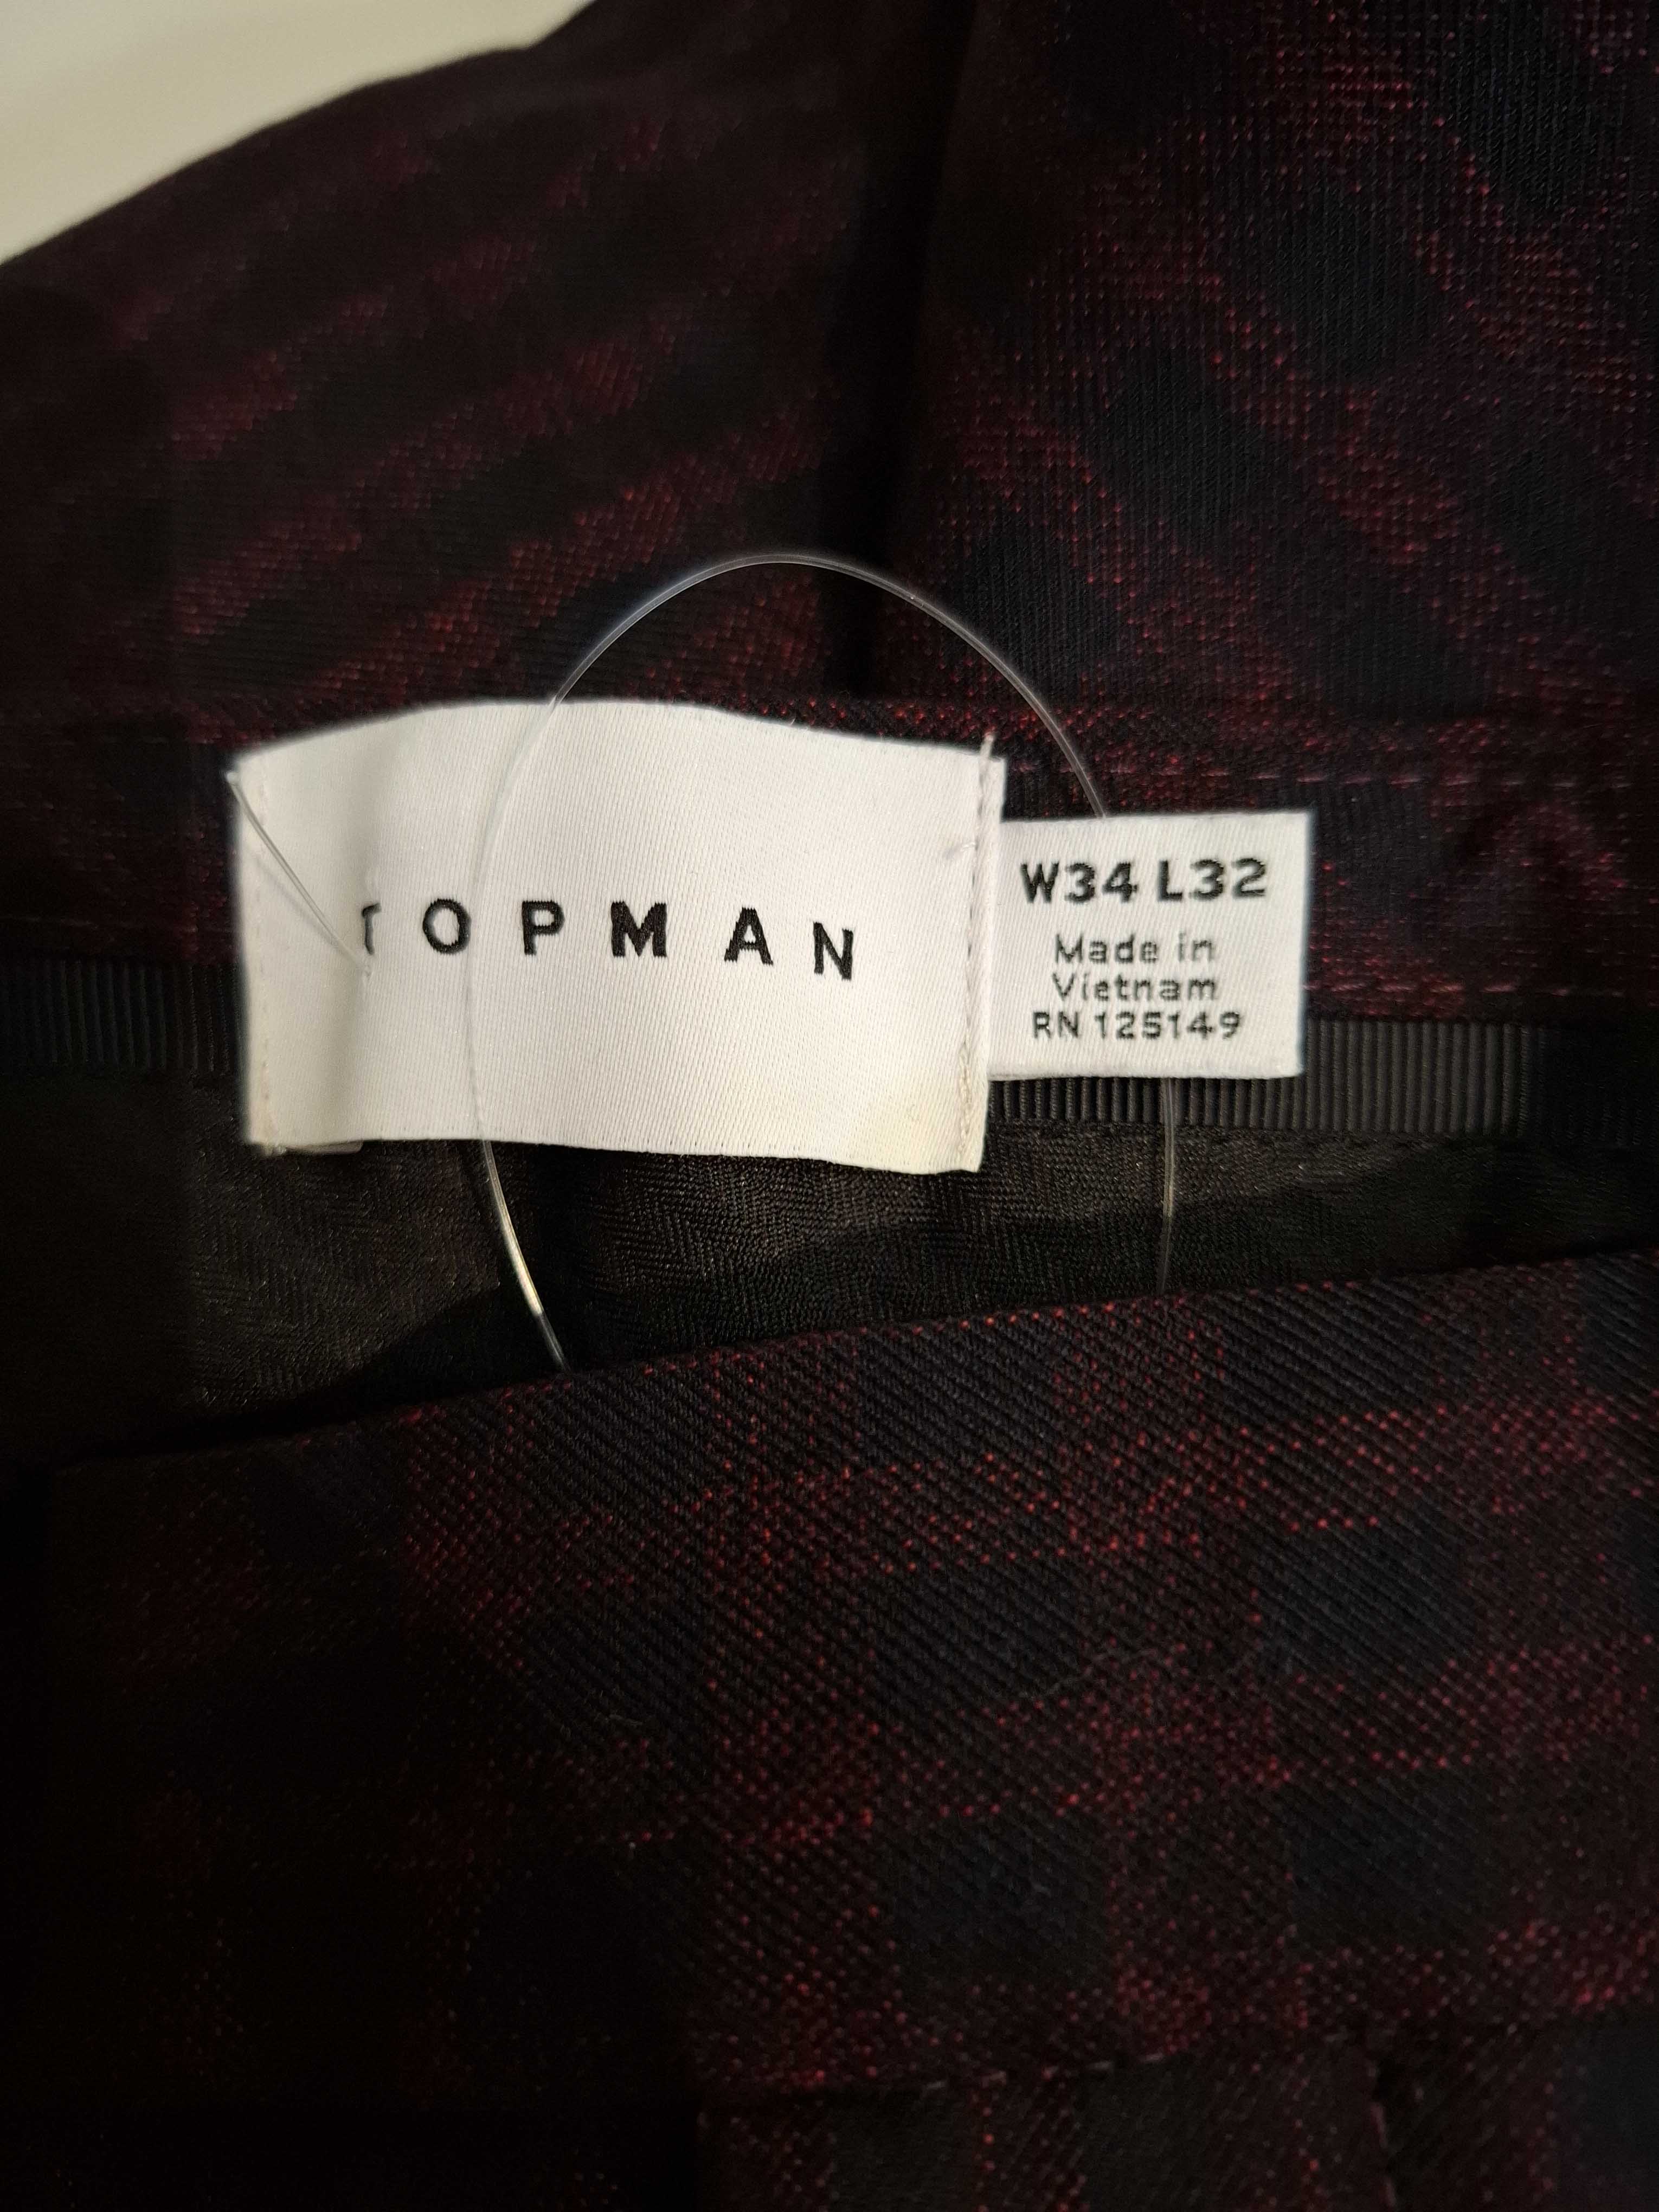 TOPMAN
W34 L32
Made in
Vietnam
RN 125149